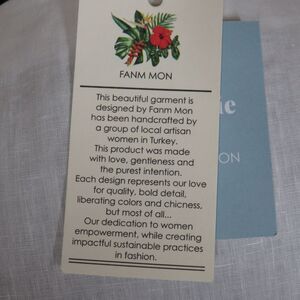 FANM MON
This beautiful garment is
designed by Fanm Mon
has been handcrafted by
a group of local artisan
women in Turkey.
This product was made
with love, gentleness and
the purest intention.
Each design represents our love
for quality, bold detail,
liberating colors and chicness,
but most of all...
Our dedication to women
empowerment, while creating
impactful sustainable practices
in fashion.
ON